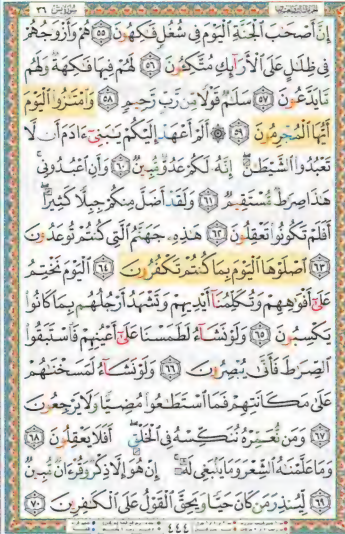 إِنَّ أَصْحَٰبَ ٱلْجَنَّةِ ٱلْيَوْمَ فِى شُغُلٍ فَٰكِهُونَ ٥٥ هُمْ وَأَزْوَٰجُهُمْ
فِى ظِلَٰلٍ عَلَى ٱلْأَرَآئِكِ مُتَّكِـُٔونَ ٥٦ لَهُمْ فِيهَا فَٰكِهَةٌ وَلَهُم
مَّا يَدَّعُونَ ٥٧ سَلَٰمٌ قَوْلًا مِّن رَّبٍّ رَّحِيمٍ ٥٨ وَٱمْتَٰزُوا۟ ٱلْيَوْمَ
أَيُّهَا ٱلْمُجْرِمُونَ ٥٩ ۞ أَلَمْ أَعْهَدْ إِلَيْكُمْ يَٰبَنِىٓ ءَادَمَ أَن لَّا
تَعْبُدُوا۟ ٱلشَّيْطَٰنَ ۖ إِنَّهُۥ لَكُمْ عَدُوٌّ مُّبِينٌ ٦٠ وَأَنِ ٱعْبُدُونِى ۚ
هَٰذَا صِرَٰطٌ مُّسْتَقِيمٌ ٦١ وَلَقَدْ أَضَلَّ مِنكُمْ جِبِلًّا كَثِيرًا ۖ
أَفَلَمْ تَكُونُوا۟ تَعْقِلُونَ ٦٢ هَٰذِهِۦ جَهَنَّمُ ٱلَّتِى كُنتُمْ تُوعَدُونَ
٦٣ ٱصْلَوْهَا ٱلْيَوْمَ بِمَا كُنتُمْ تَكْفُرُونَ ٦٤ ٱلْيَوْمَ نَخْتِمُ
عَلَىٰٓ أَفْوَٰهِهِمْ وَتُكَلِّمُنَآ أَيْدِيهِمْ وَتَشْهَدُ أَرْجُلُهُم بِمَا كَانُوا۟
يَكْسِبُونَ ٦٥ وَلَوْ نَشَآءُ لَطَمَسْنَا عَلَىٰٓ أَعْيُنِهِمْ فَٱسْتَبَقُوا۟
ٱلصِّرَٰطَ فَأَنَّىٰ يُبْصِرُونَ ٦٦ وَلَوْ نَشَآءُ لَمَسَخْنَٰهُمْ
عَلَىٰ مَكَانَتِهِمْ فَمَا ٱسْتَطَٰعُوا۟ مُضِيًّا وَلَا يَرْجِعُونَ
٦٧ وَمَن نُّعَمِّرْهُ نُنَكِّسْهُ فِى ٱلْخَلْقِ ۖ أَفَلَا يَعْقِلُونَ ٦٨
وَمَا عَلَّمْنَٰهُ ٱلشِّعْرَ وَمَا يَنۢبَغِى لَهُۥٓ ۚ إِنْ هُوَ إِلَّا ذِكْرٌ وَقُرْءَانٌ مُّبِينٌ
٦٩ لِّيُنذِرَ مَن كَانَ حَيًّا وَيَحِقَّ ٱلْقَوْلُ عَلَى ٱلْكَٰفِرِينَ ٧٠
٤٤٤